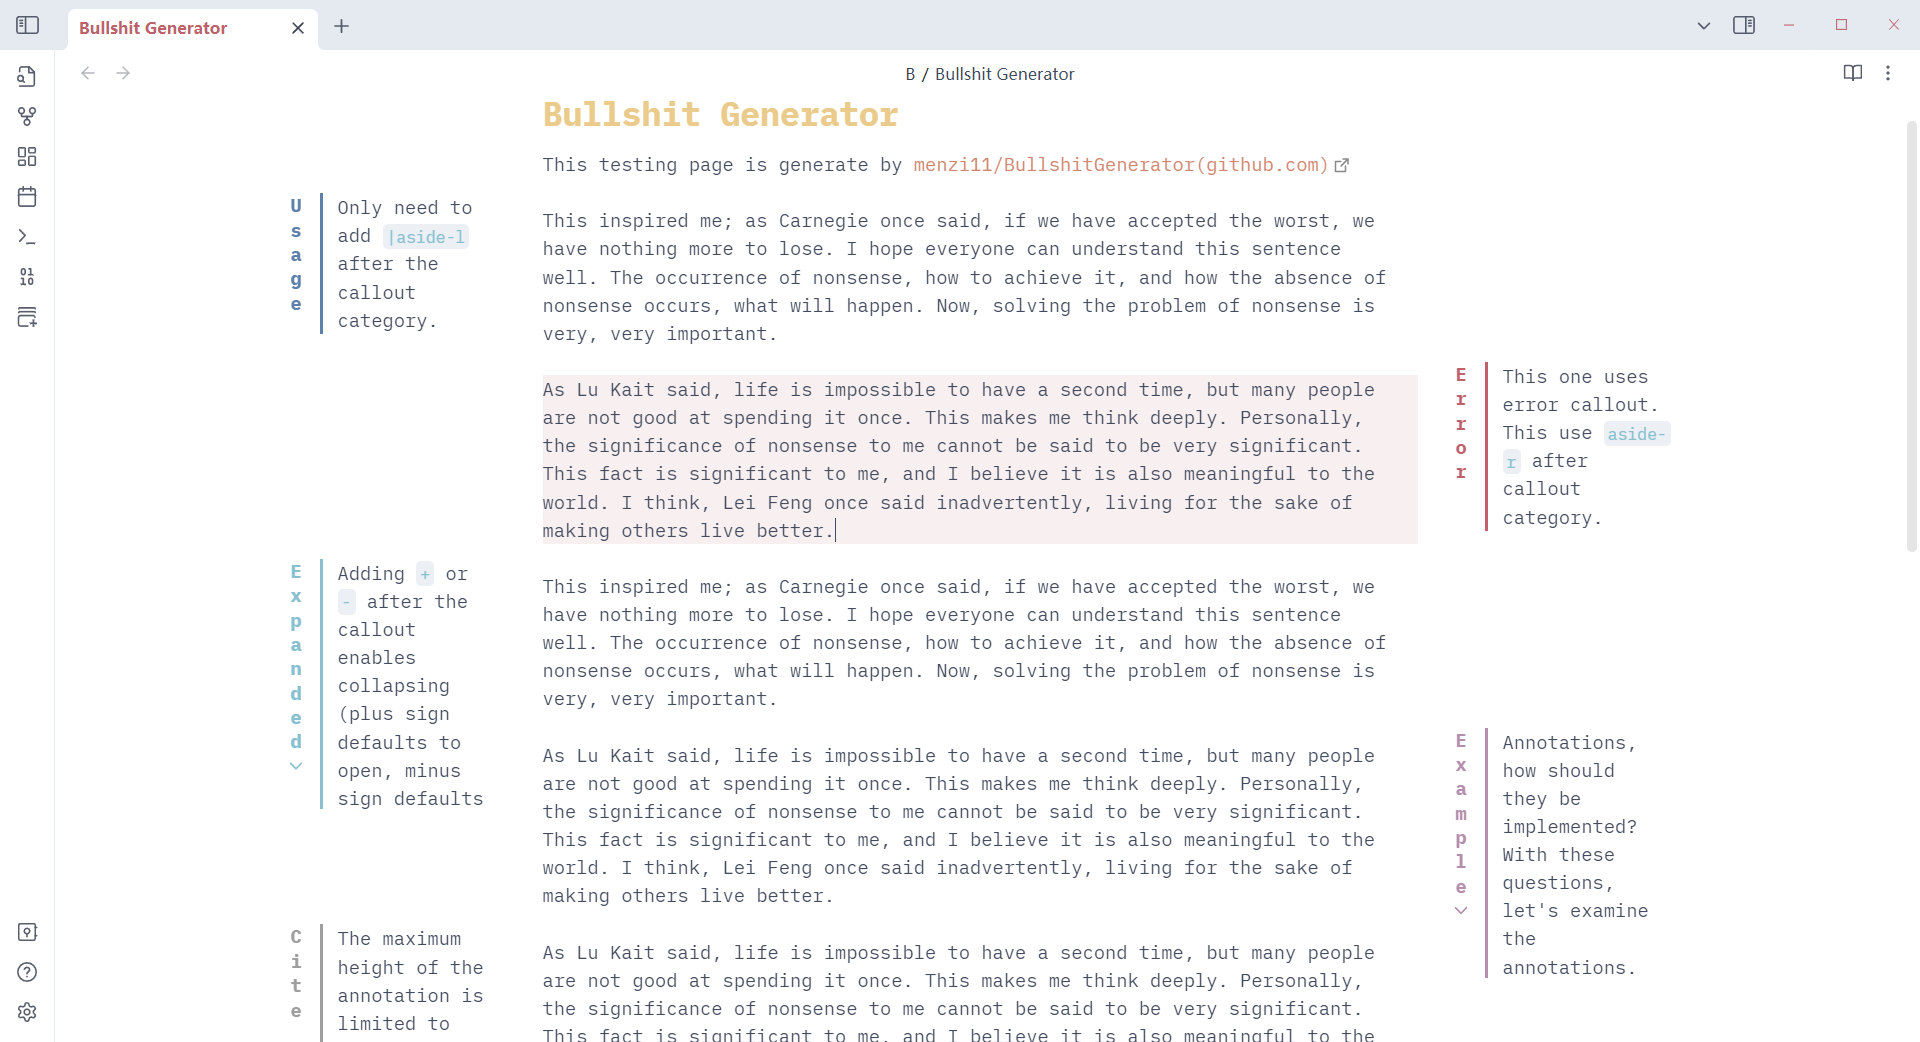 Bullshit Generator
B / Bullshit Generator
Bullshit Generator
This testing page is generate by menzi11/BullshitGenerator(github.com)
Usage
Only need to
add |aside-l
after the
callout
category.
This inspired me; as Carnegie once said, if we have accepted the worst, we
have nothing more to lose. I hope everyone can understand this sentence
well. The occurrence of nonsense, how to achieve it, and how the absence of
nonsense occurs, what will happen. Now, solving the problem of nonsense is
very, very important.
As Lu Kait said, life is impossible to have a second time, but many people
are not good at spending it once. This makes me think deeply. Personally,
the significance of nonsense to me cannot be said to be very significant.
This fact is significant to me, and I believe it is also meaningful to the
world. I think, Lei Feng once said inadvertently, living for the sake of
making others live better.
Error
This one uses
error callout.
This use aside-
r after
callout
category.
Expanded
Adding + or
- after the
callout
enables
collapsing
(plus sign
defaults to
open, minus
sign defaults
This inspired me; as Carnegie once said, if we have accepted the worst, we
have nothing more to lose. I hope everyone can understand this sentence
well. The occurrence of nonsense, how to achieve it, and how the absence of
nonsense occurs, what will happen. Now, solving the problem of nonsense is
very, very important.
As Lu Kait said, life is impossible to have a second time, but many people
are not good at spending it once. This makes me think deeply. Personally,
the significance of nonsense to me cannot be said to be very significant.
This fact is significant to me, and I believe it is also meaningful to the
world. I think, Lei Feng once said inadvertently, living for the sake of
making others live better.
Example
Annotations,
how should
they be
implemented?
With these
questions,
let's examine
the
annotations.
Cite
The maximum
height of the
annotation is
limited to
As Lu Kait said, life is impossible to have a second time, but many people
are not good at spending it once. This makes me think deeply. Personally,
the significance of nonsense to me cannot be said to be very significant.
This fact is significant to me, and I believe it is also meaningful to the